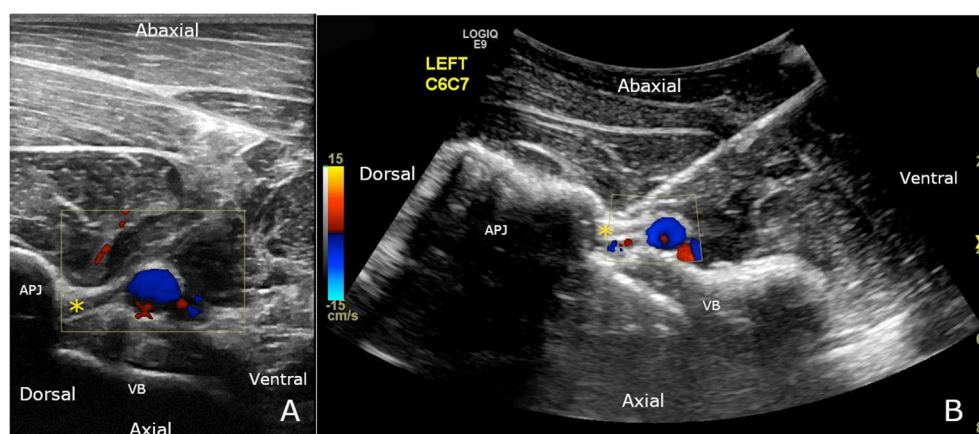 Abaxial
APJ
*
VB
Dorsal
Ventral
Axial
A
LOGIQ
E9
LEFT
C6C7
15
-15
cm/s
Dorsal
Abaxial
Ventral
APJ
*
VB
Axial
B